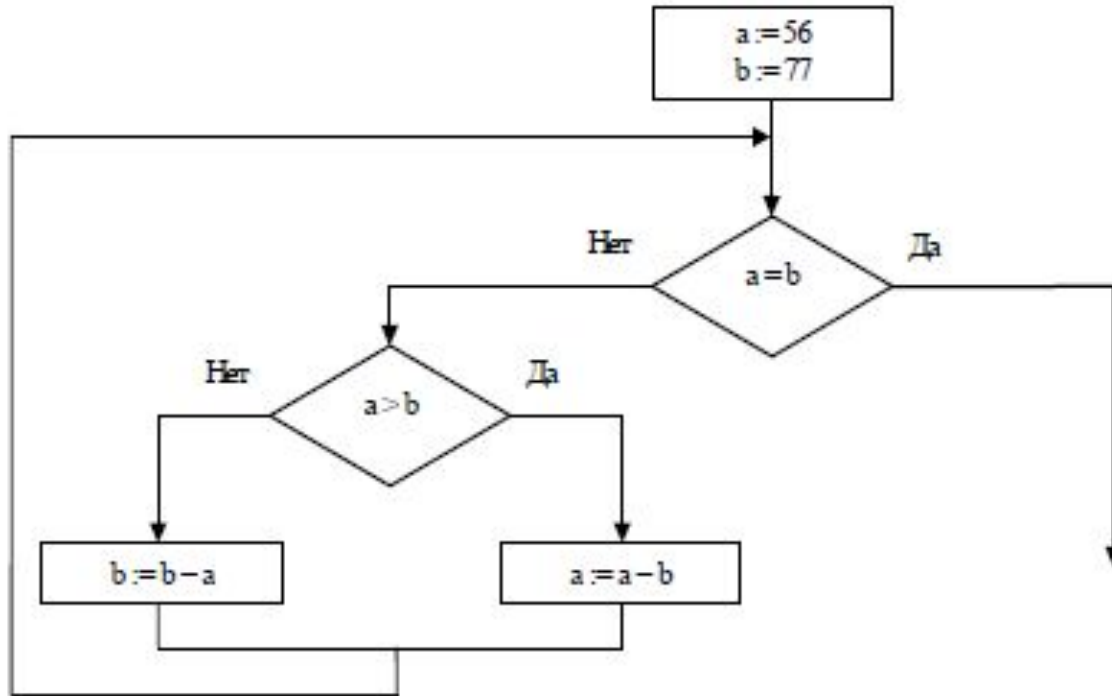 a := 56
b := 77
Нет
Да
a = b
Нет
Да
a > b
b := b – a
a := a – b